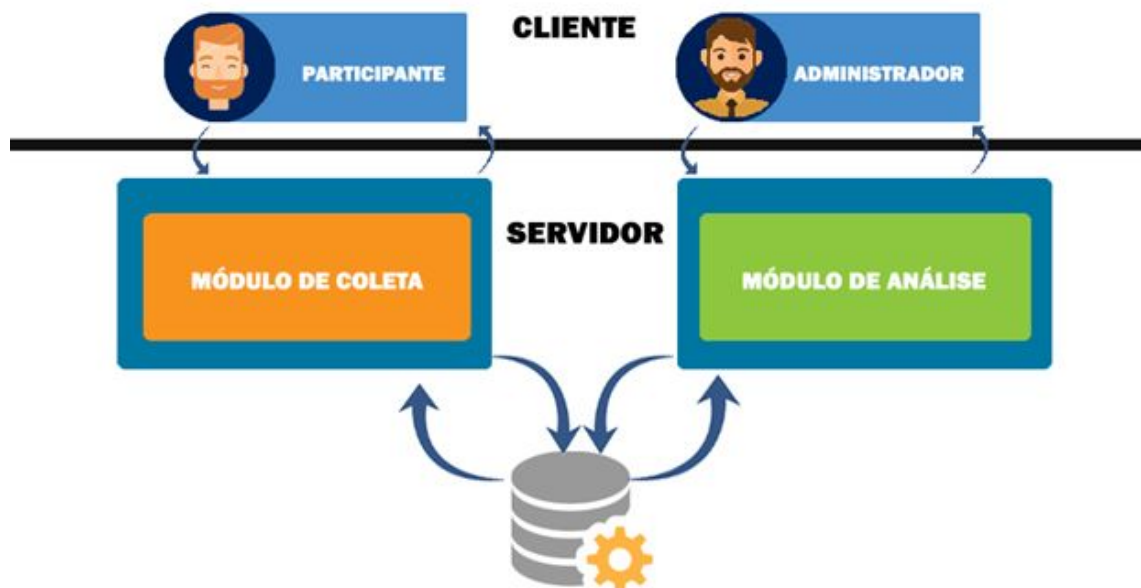 CLIENTE
PARTICIPANTE
ADMINISTRADOR
SERVIDOR
MÓDULO DE COLETA
MÓDULO DE ANÁLISE